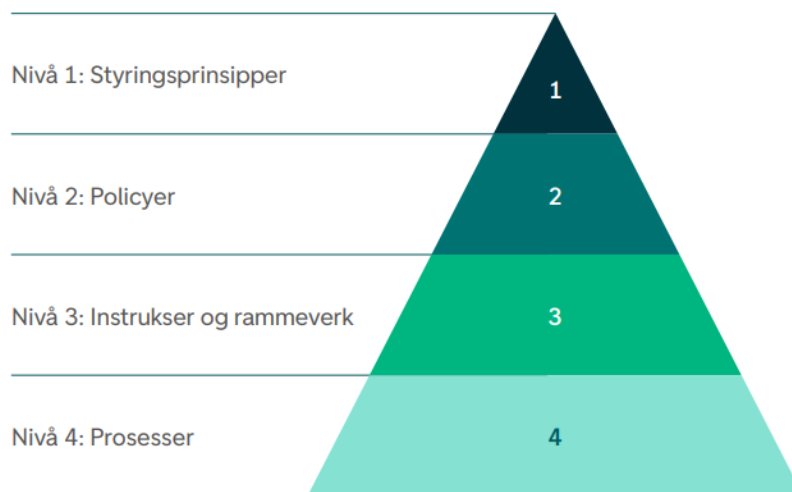 Nivå 1: Styringsprinsipper
1
Nivå 2: Policyer
2
Nivå 3: Instrukser og rammeverk
3
Nivå 4: Prosesser
4